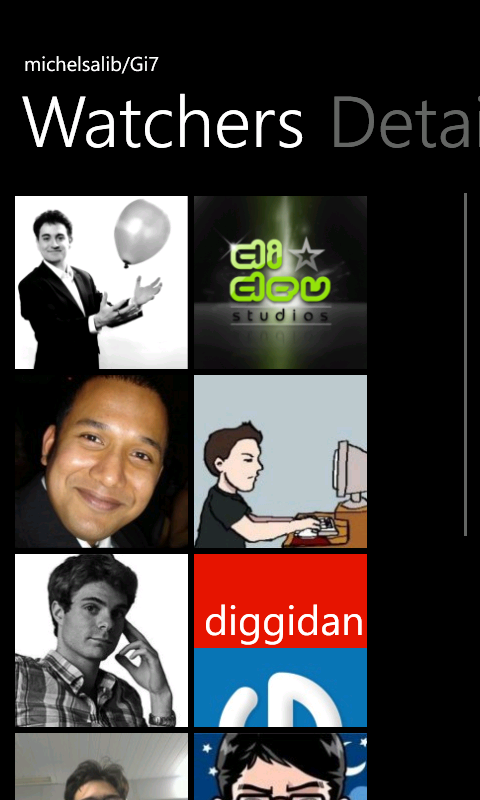 michelsalib/Gi7
Watchers Detai
di
dev
studios
diggidan